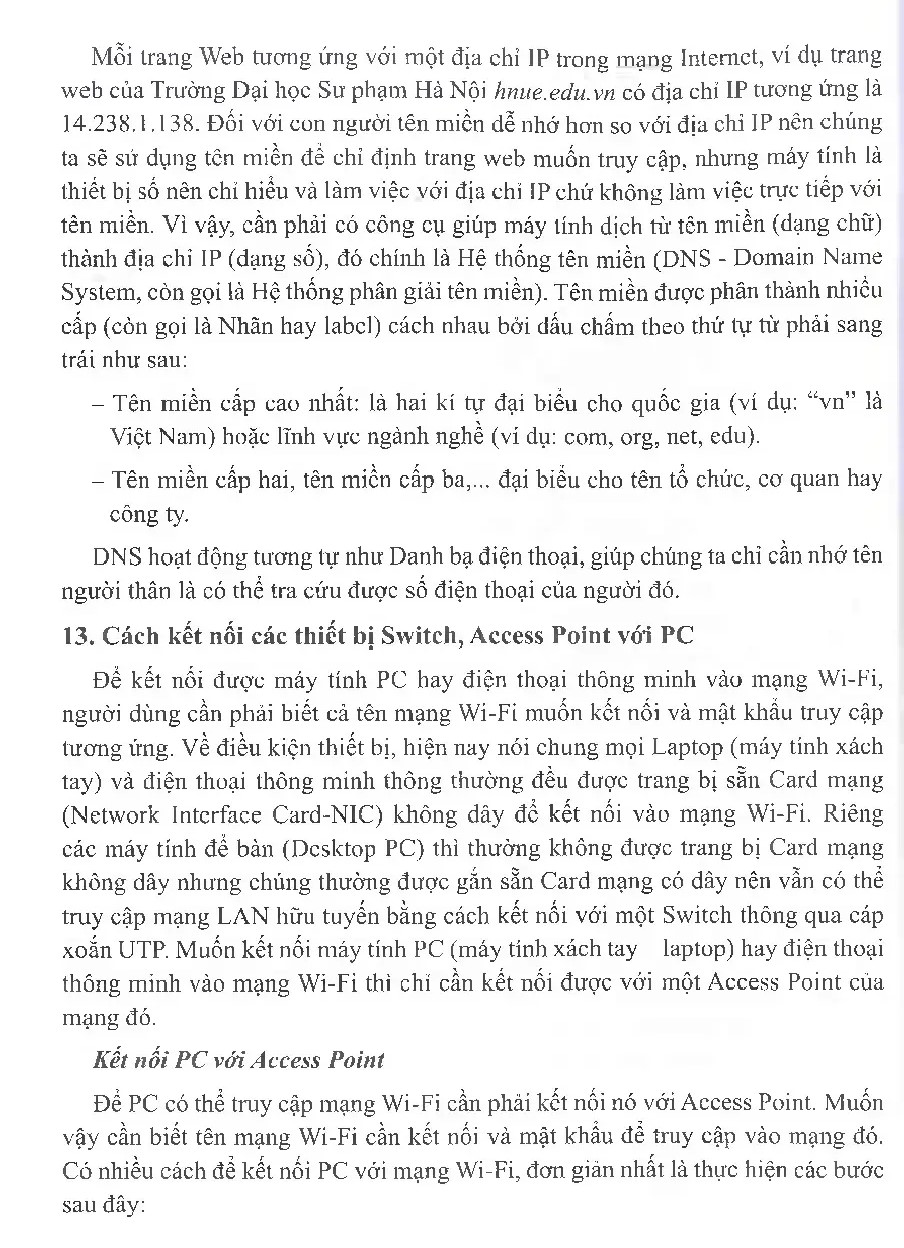 Mỗi trang Web tương ứng với một địa chỉ IP trong mạng Internet, ví dụ trang
web của Trường Đại học Sư phạm Hà Nội hnue.edu.vn có địa chỉ IP tương ứng là
14.238.1.138. Đối với con người tên miền dễ nhớ hơn so với địa chỉ IP nên chúng
ta sẽ sử dụng tên miền để chỉ định trang web muốn truy cập, nhưng máy tính là
thiết bị số nên chỉ hiểu và làm việc với địa chỉ IP chứ không làm việc trực tiếp với
tên miền. Vì vậy, cần phải có công cụ giúp máy tính dịch từ tên miền (dạng chữ)
thành địa chỉ IP (dạng số), đó chính là Hệ thống tên miền (DNS - Domain Name
System, còn gọi là Hệ thống phân giải tên miền). Tên miền được phân thành nhiều
cấp (còn gọi là Nhãn hay label) cách nhau bởi dấu chấm theo thứ tự từ phải sang
trái như sau:
– Tên miền cấp cao nhất: là hai kí tự đại biểu cho quốc gia (ví dụ: “vn” là
Việt Nam) hoặc lĩnh vực ngành nghề (ví dụ: com, org, net, edu).
– Tên miền cấp hai, tên miền cấp ba,... đại biểu cho tên tổ chức, cơ quan hay
công ty.
DNS hoạt động tương tự như Danh bạ điện thoại, giúp chúng ta chỉ cần nhớ tên
người thân là có thể tra cứu được số điện thoại của người đó.
13. Cách kết nối các thiết bị Switch, Access Point với PC
Để kết nối được máy tính PC hay điện thoại thông minh vào mạng Wi-Fi,
người dùng cần phải biết cả tên mạng Wi-Fi muốn kết nối và mật khẩu truy cập
tương ứng. Về điều kiện thiết bị, hiện nay nói chung mọi Laptop (máy tính xách
tay) và điện thoại thông minh thông thường đều được trang bị sẵn Card mạng
(Network Interface Card-NIC) không dây để kết nối vào mạng Wi-Fi. Riêng
các máy tính để bàn (Desktop PC) thì thường không được trang bị Card mạng
không dây nhưng chúng thường được gắn sẵn Card mạng có dây nên vẫn có thể
truy cập mạng LAN hữu tuyến bằng cách kết nối với một Switch thông qua cáp
xoắn UTP. Muốn kết nối máy tính PC (máy tính xách tay laptop) hay điện thoại
thông minh vào mạng Wi-Fi thì chỉ cần kết nối được với một Access Point của
mạng đó.
Kết nối PC với Access Point
Để PC có thể truy cập mạng Wi-Fi cần phải kết nối nó với Access Point. Muốn
vậy cần biết tên mạng Wi-Fi cần kết nối và mật khẩu để truy cập vào mạng đó.
Có nhiều cách để kết nối PC với mạng Wi-Fi, đơn giản nhất là thực hiện các bước
sau đây: